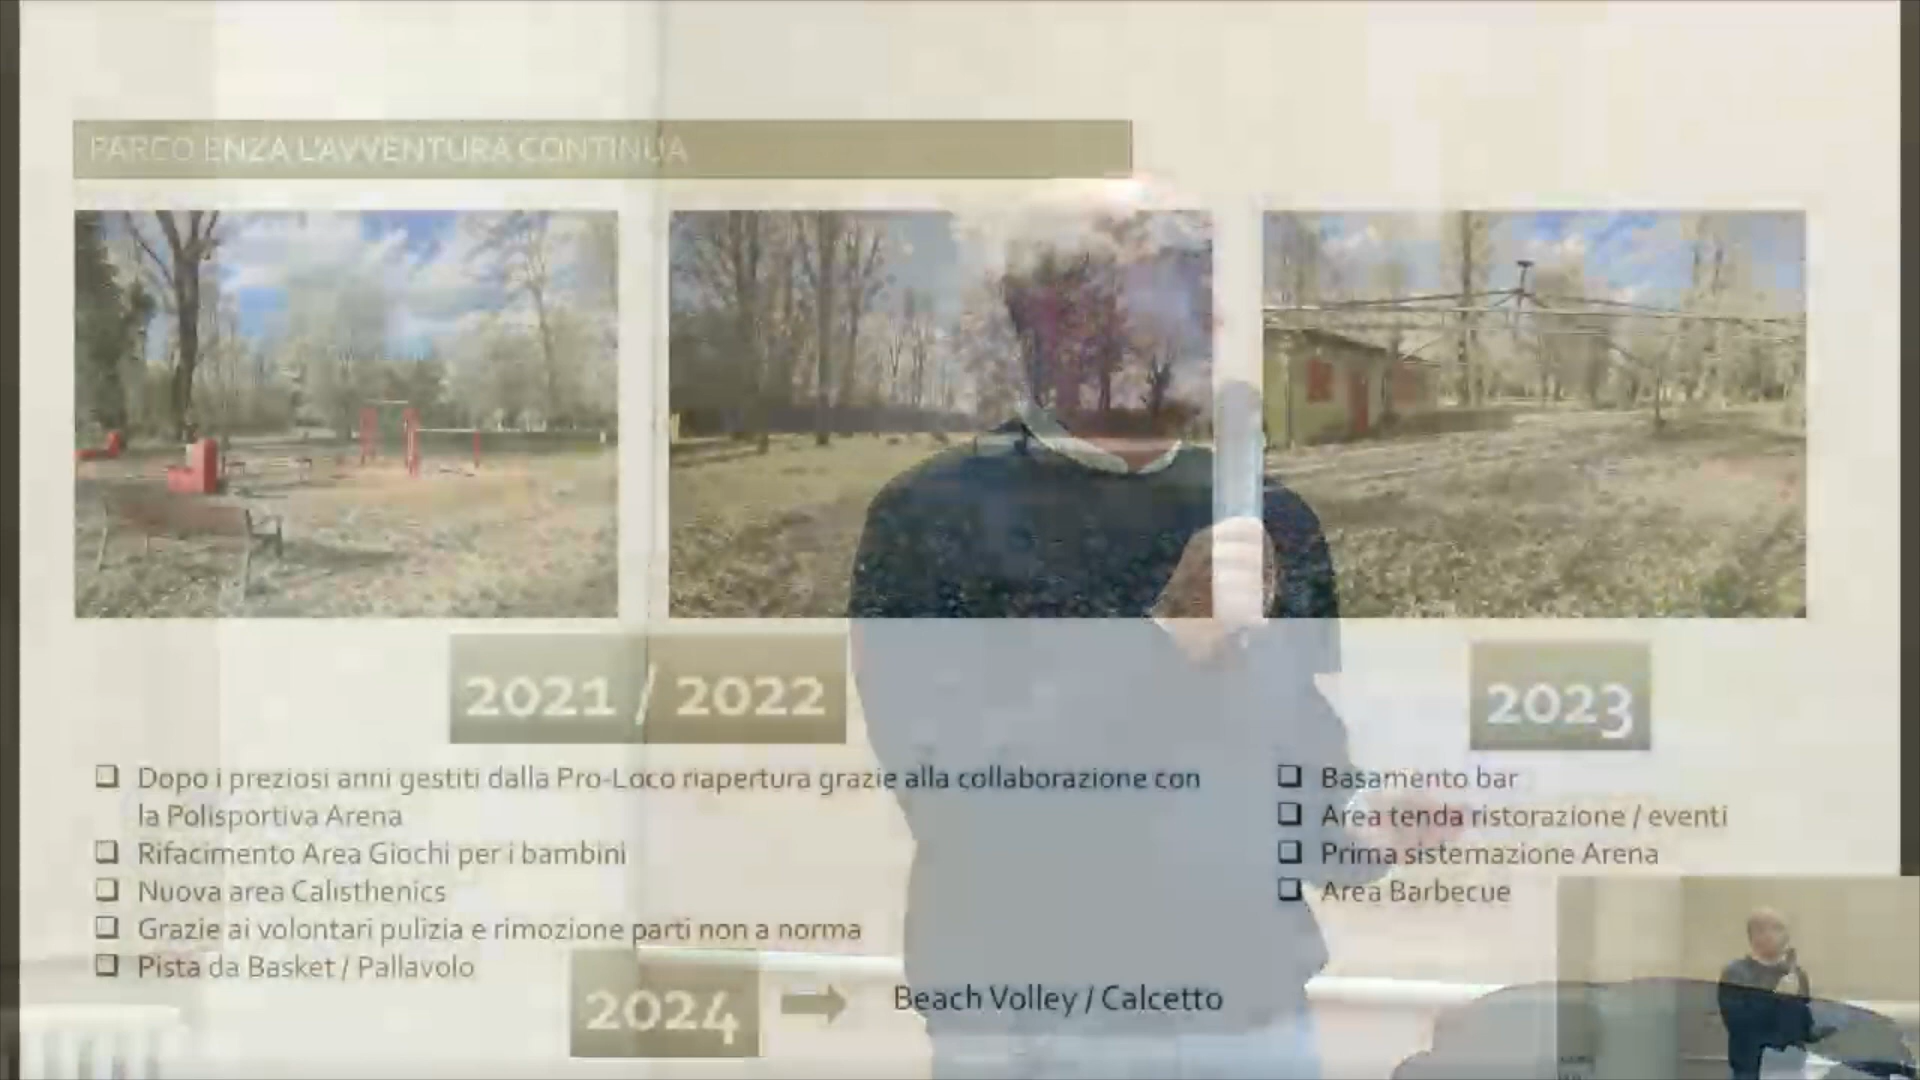 PARCO ENZA L'AVVENTURA CONTINUA
2021 / 2022
❑ Dopo i preziosi anni gestiti dalla Pro-Loco riapertura grazie alla collaborazione con
la Polisportiva Arena
❑ Rifacimento Area Giochi per i bambini
❑ Nuova area Calisthenics
❑ Grazie ai volontari pulizia e rimozione parti non a norma
❑ Pista da Basket / Pallavolo
2023
❑ Basamento bar
❑ Area tenda ristorazione / eventi
❑ Prima sistemazione Arena
❑ Area Barbecue
2024
Beach Volley / Calcetto